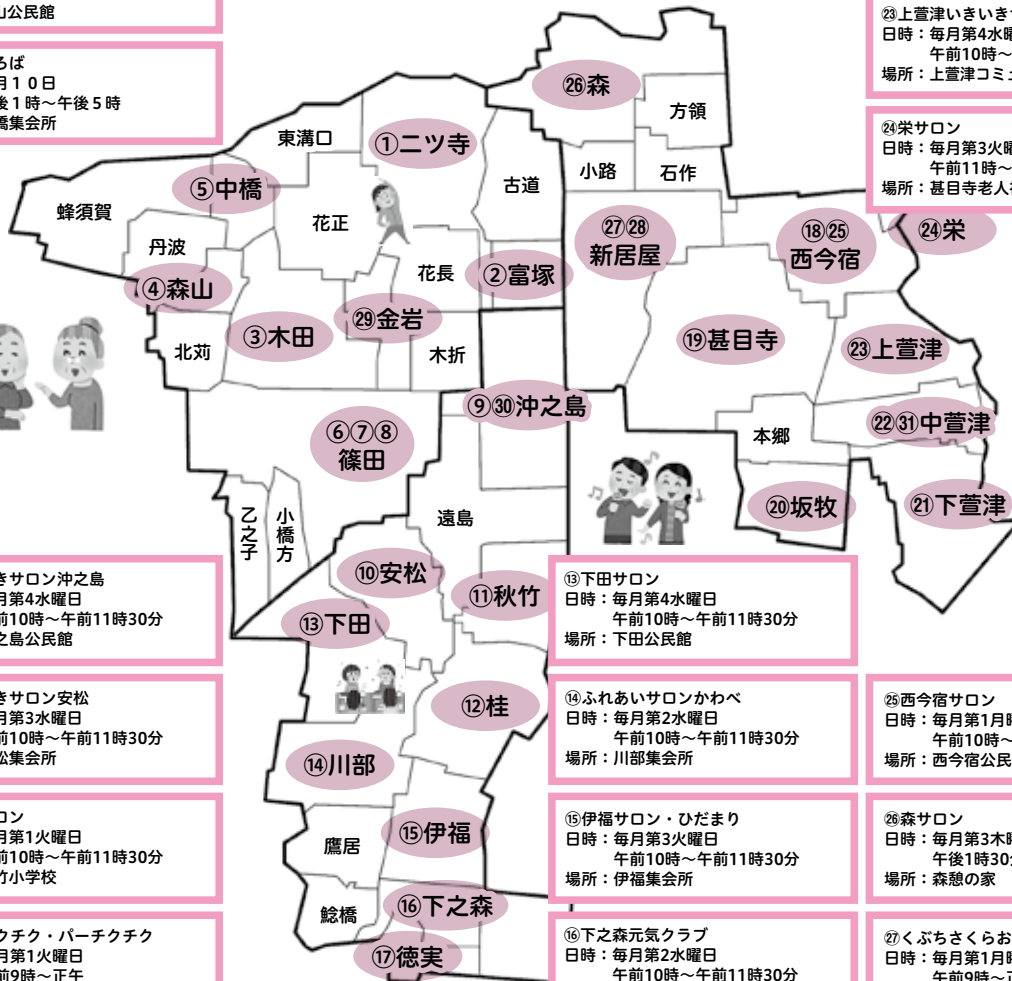 山公民館
ろば
月１０日
後１時～午後５時
橋集会所
㉓上萱津いきいき
日時：毎月第4水曜
午前10時～
場所：上萱津コミュ
㉔栄サロン
日時：毎月第3火曜
午前11時～
場所：甚目寺老人
㉖森
方領
東溝口
①二ツ寺
古道
小路
石作
⑤中橋
蜂須賀
花正
丹波
㉗㉘
新居屋
⑱㉕
西今宿
㉔栄
④森山
花長
②富塚
③木田
㉙金岩
北苅
木折
⑲甚目寺
㉓上萱津
⑨㉚沖之島
㉒㉛中萱津
本郷
⑥⑦⑧
篠田
⑳坂牧
㉑下萱津
乙之子
小橋方
遠島
⑩安松
⑪秋竹
⑬下田
きサロン沖之島
月第4水曜日
前10時～午前11時30分
之島公民館
⑬下田サロン
日時：毎月第4水曜日
午前10時～午前11時30分
場所：下田公民館
⑫桂
きサロン安松
月第3水曜日
前10時～午前11時30分
松集会所
⑭ふれあいサロンかわべ
日時：毎月第2水曜日
午前10時～午前11時30分
場所：川部集会所
㉕西今宿サロン
日時：毎月第1月曜
午前10時～
場所：西今宿公民
⑭川部
ロン
月第1火曜日
前10時～午前11時30分
竹小学校
鷹居
⑮伊福
⑮伊福サロン・ひだまり
日時：毎月第3火曜日
午前10時～午前11時30分
場所：伊福集会所
㉖森サロン
日時：毎月第3木曜
午後1時30分
場所：森憩の家
鯰橋
⑯下之森
⑰徳実
クチク・パーチクチク
月第1火曜日
前9時～正午
⑯下之森元気クラブ
日時：毎月第2水曜日
午前10時～午前11時30分
㉗くぶちさくらお
日時：毎月第1月曜
午前9時～正